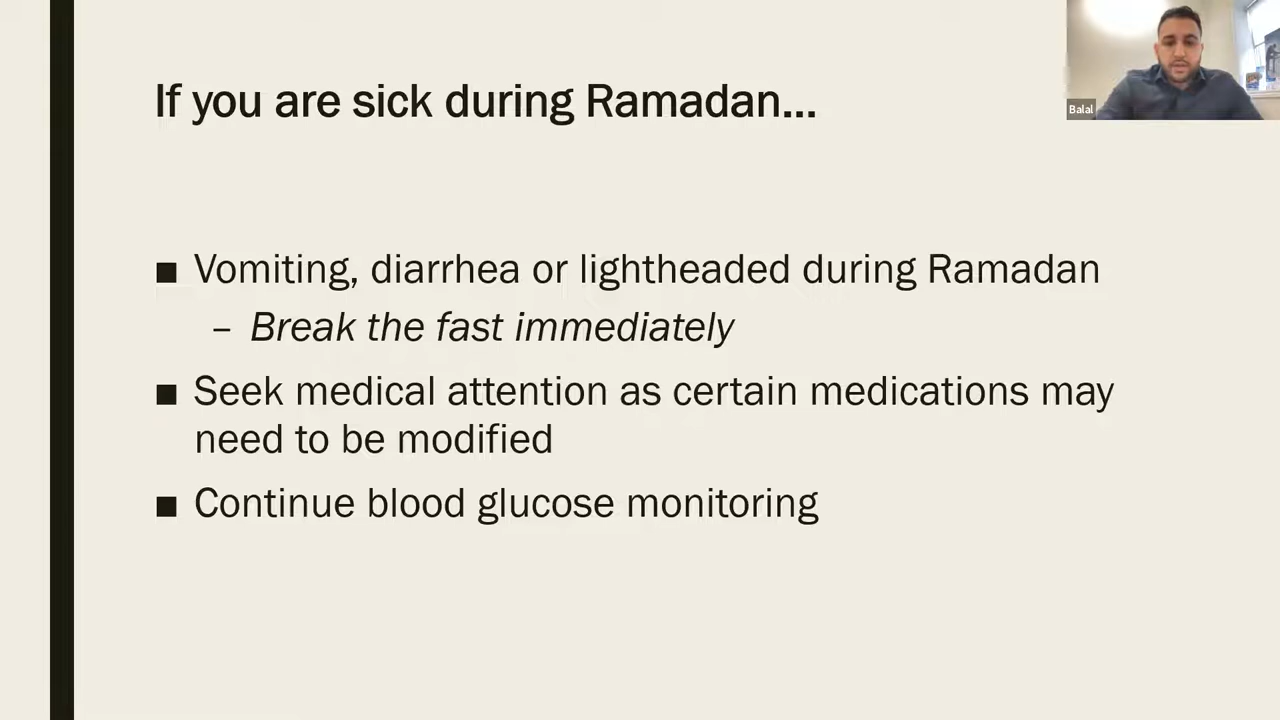 If you are sick during Ramadan...
Balal
■ Vomiting, diarrhea or lightheaded during Ramadan
– Break the fast immediately
■ Seek medical attention as certain medications may
need to be modified
■ Continue blood glucose monitoring